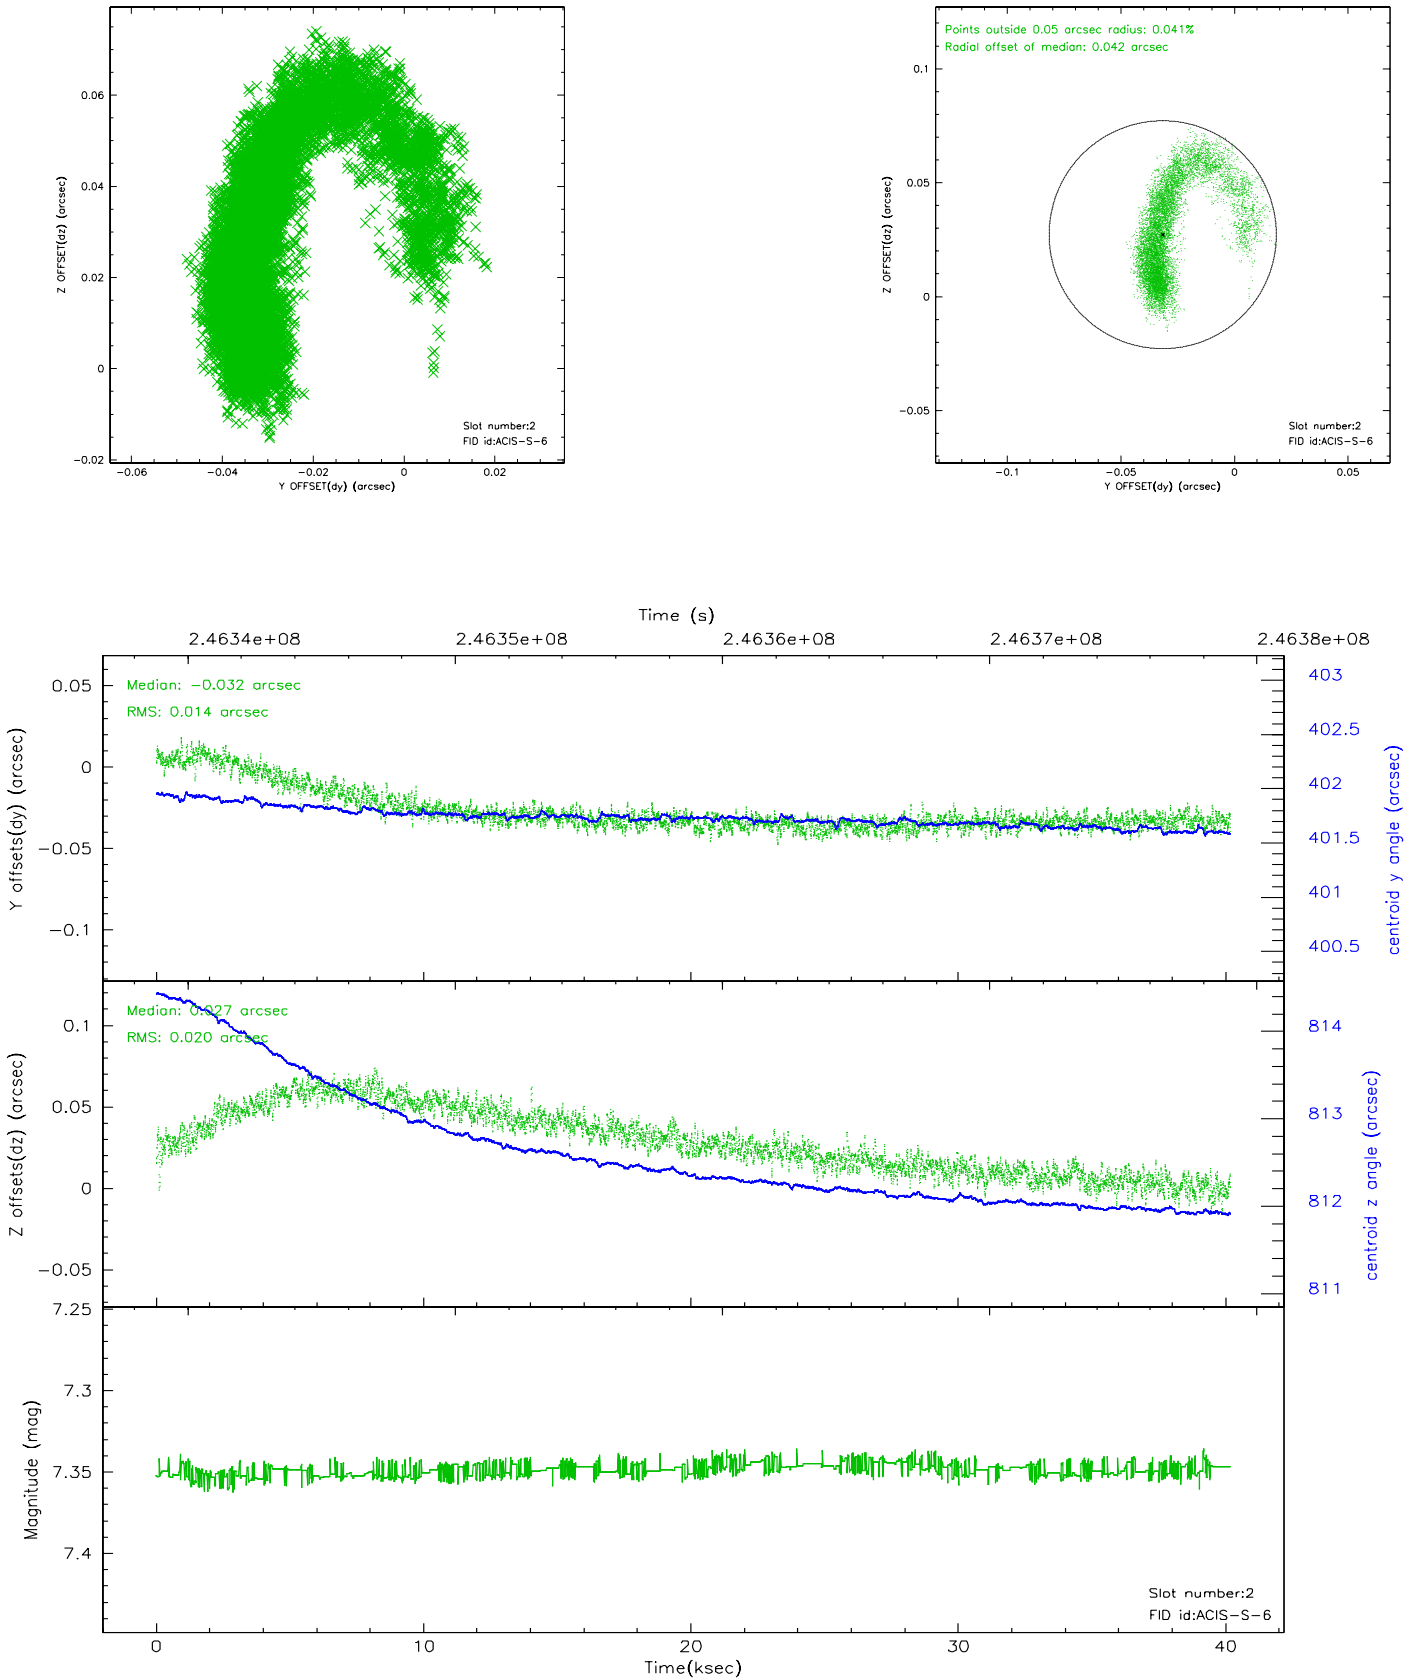 0.06
0.04
0.02
0
-0.02
Z OFFSET(dz) (arcsec)
-0.06
-0.04
-0.02
0
0.02
Y OFFSET(dy) (arcsec)
Slot number:2
FID id:ACIS-S-6
Points outside 0.05 arcsec radius: 0.041%
Radial offset of median: 0.042 arcsec
0.1
0.05
0
-0.05
Z OFFSET(dz) (arcsec)
-0.1
-0.05
0
0.05
Y OFFSET(dy) (arcsec)
Slot number:2
FID id:ACIS-S-6
Time (s)
2.4634e+08
2.4635e+08
2.4636e+08
2.4637e+08
2.4638e+08
Median: -0.032 arcsec
RMS: 0.014 arcsec
0.05
0
-0.05
-0.1
Y offsets(dy) (arcsec)
403
402.5
402
401.5
401
400.5
centroid y angle (arcsec)
Median: 0.027 arcsec
RMS: 0.020 arcsec
0.1
0.05
0
-0.05
Z offsets(dz) (arcsec)
814
813
812
811
centroid z angle (arcsec)
7.25
7.3
7.35
7.4
Magnitude (mag)
Slot number:2
FID id:ACIS-S-6
0
10
20
30
40
Time(ksec)